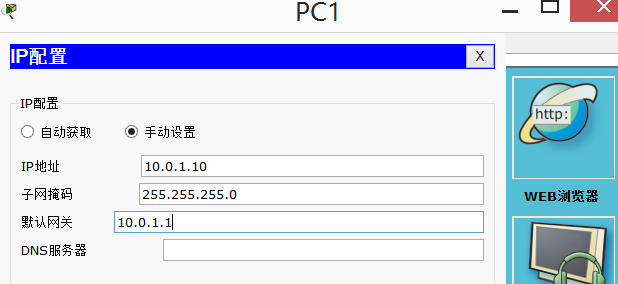 PC1
IP配置
X
IP配置
自动获取 手动设置
IP地址 10.0.1.10
子网掩码 255.255.255.0
默认网关 10.0.1.1
DNS服务器
http:
WEB浏览器